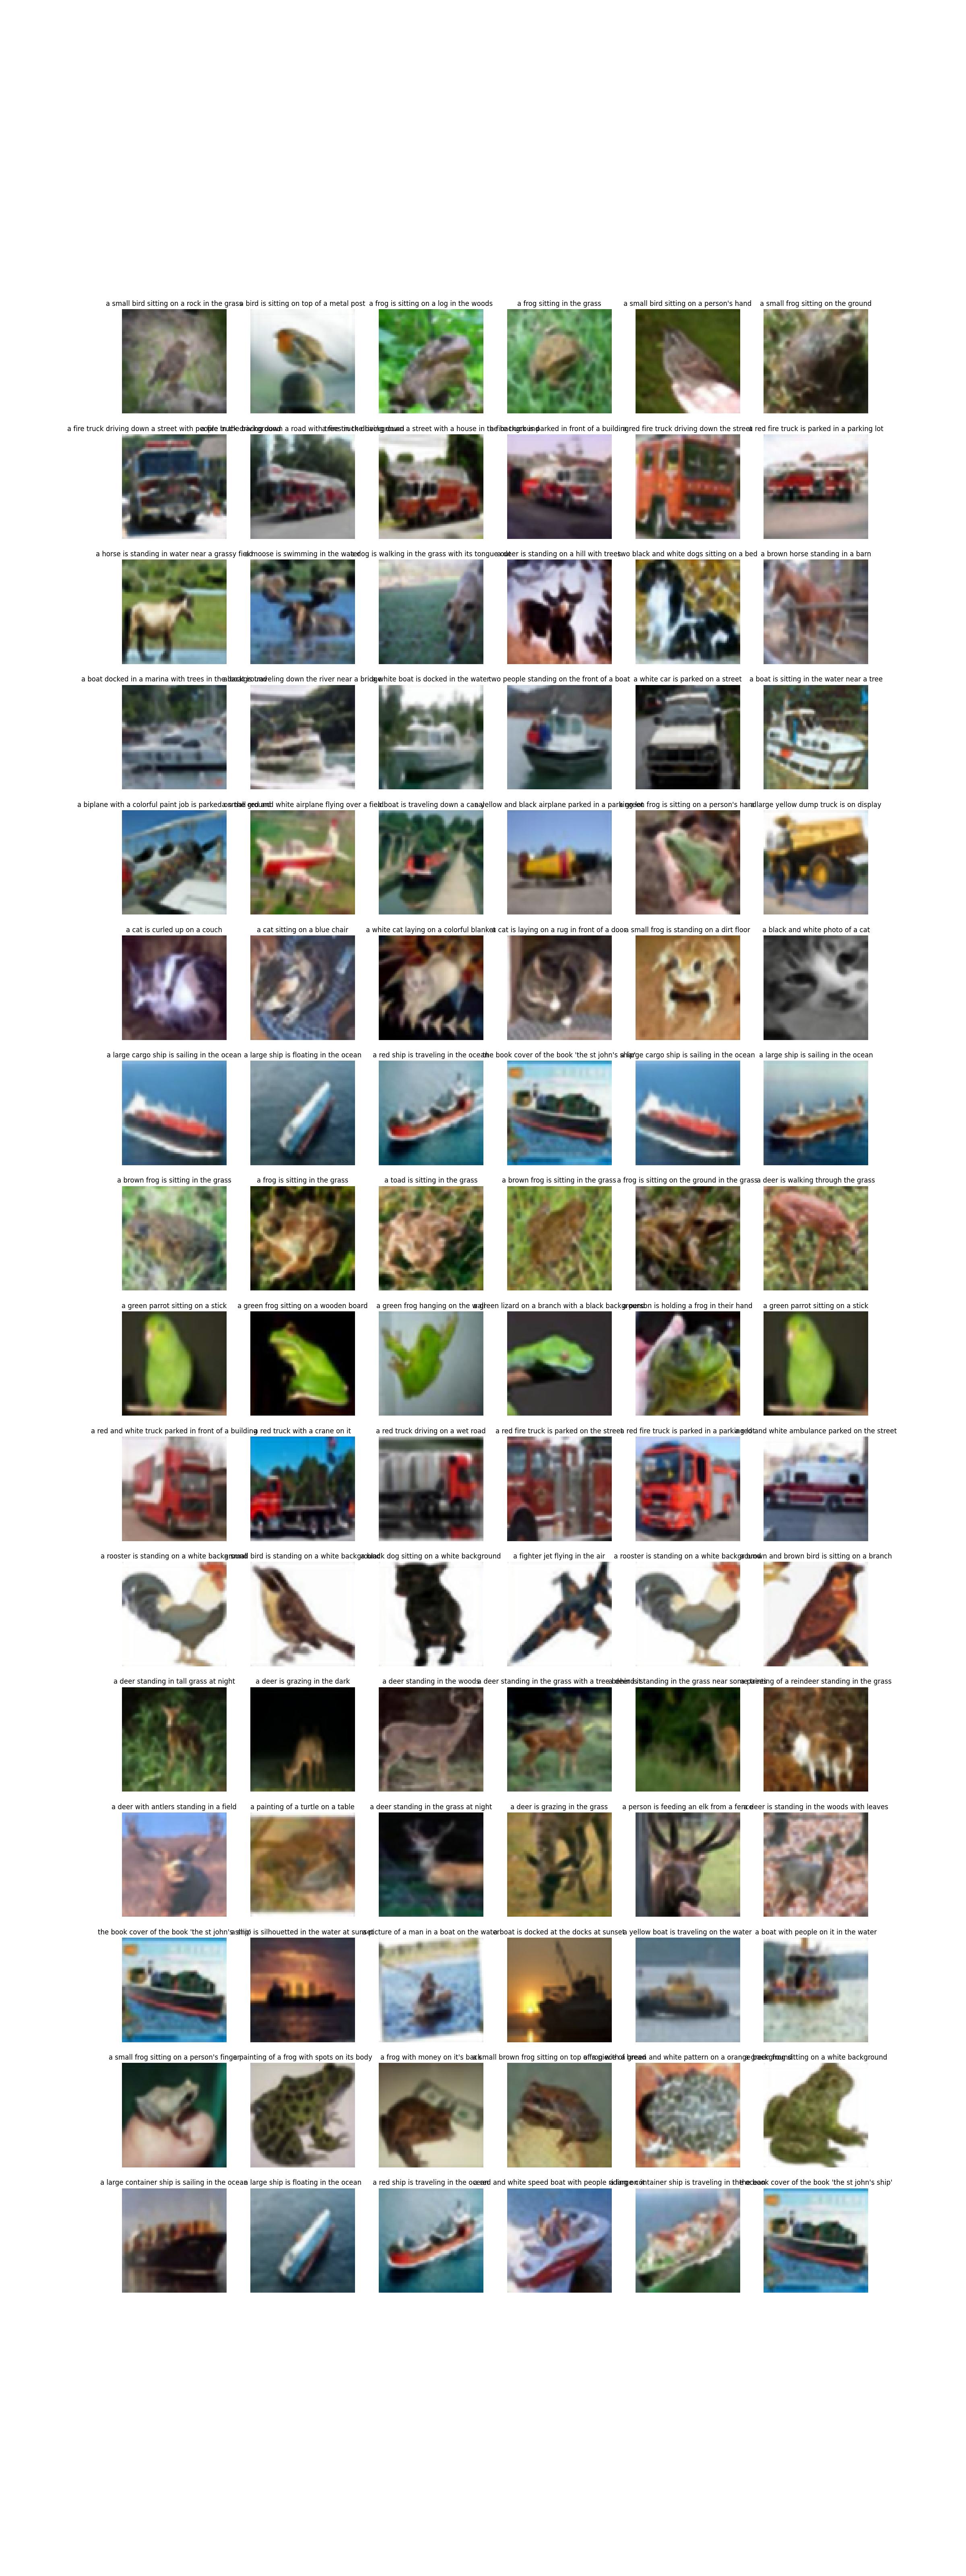 a small bird sitting on a rock in the grass a bird is sitting on top of a metal post a frog is sitting on a log in the woods a frog sitting in the grass a small bird sitting on a person's hand a small frog sitting on the ground
a fire truck driving down a street with people in the background down a road with street with a house in the background parked in front of a building red fire truck driving down the street a red fire truck is parked in a parking lot
a horse is standing in water near a grassy field a moose is swimming in the water a dog is walking in the grass with its tongue out a deer is standing on a hill with trees two black and white dogs sitting on a bed a brown horse standing in a barn
a boat docked in a marina with trees in the background traveling down the river near a bridge a white boat is docked in the water two people standing on the front of a boat a white car is parked on a street a boat is sitting in the water near a tree
a biplane with a colorful paint job is parked on the ground and white airplane flying over a field a boat is traveling down a canal a yellow and black airplane parked in a parking lot green frog is sitting on a person's hand a large yellow dump truck is on display
a cat is curled up on a couch a cat sitting on a blue chair a white cat laying on a colorful blanket a cat is laying on a rug in front of a door a small frog is standing on a dirt floor a black and white photo of a cat
a large cargo ship is sailing in the ocean a large ship is floating in the ocean a red ship is traveling in the ocean the book cover of the book 'the st john's ship' a large cargo ship is sailing in the ocean a large ship is sailing in the ocean
a brown frog is sitting in the grass a frog is sitting in the grass a toad is sitting in the grass a brown frog is sitting in the grass a frog is sitting on the ground in the grass a deer is walking through the grass
a green parrot sitting on a stick a green frog sitting on a wooden board a green frog hanging on the wall a green lizard on a branch with a black background a person is holding a frog in their hand a green parrot sitting on a stick
a red and white truck parked in front of a building a red truck with a crane on it a red truck driving on a wet road a red fire truck is parked on the street a red fire truck is parked in a parking lot a red and white ambulance parked on the street
a rooster is standing on a white background a small bird is standing on a white background a black dog sitting on a white background a fighter jet flying in the air a rooster is standing on a white background a brown and brown bird is sitting on a branch
a deer standing in tall grass at night a deer is grazing in the dark a deer standing in the woods a deer standing in the grass with a tree behind it standing in the grass near some trees a painting of a reindeer standing in the grass
a deer with antlers standing in a field a painting of a turtle on a table a deer standing in the grass at night a deer is grazing in the grass a person is feeding an elk from a fence a deer is standing in the woods with leaves
the book cover of the book 'the st john's ship' a ship is silhouetted in the water at sunset a picture of a man in a boat on the water a boat is docked at the docks at sunset a yellow boat is traveling on the water a boat with people on it in the water
a small frog sitting on a person's finger a painting of a frog with spots on its body a frog with money on it's back a small brown frog sitting on top of a piece of bread a frog with a green and white pattern on a orange background a green frog sitting on a white background
a large container ship is sailing in the ocean a large ship is floating in the ocean a red ship is traveling in the ocean a red and white speed boat with people riding on it a large container ship is traveling in the ocean the book cover of the book 'the st john's ship'